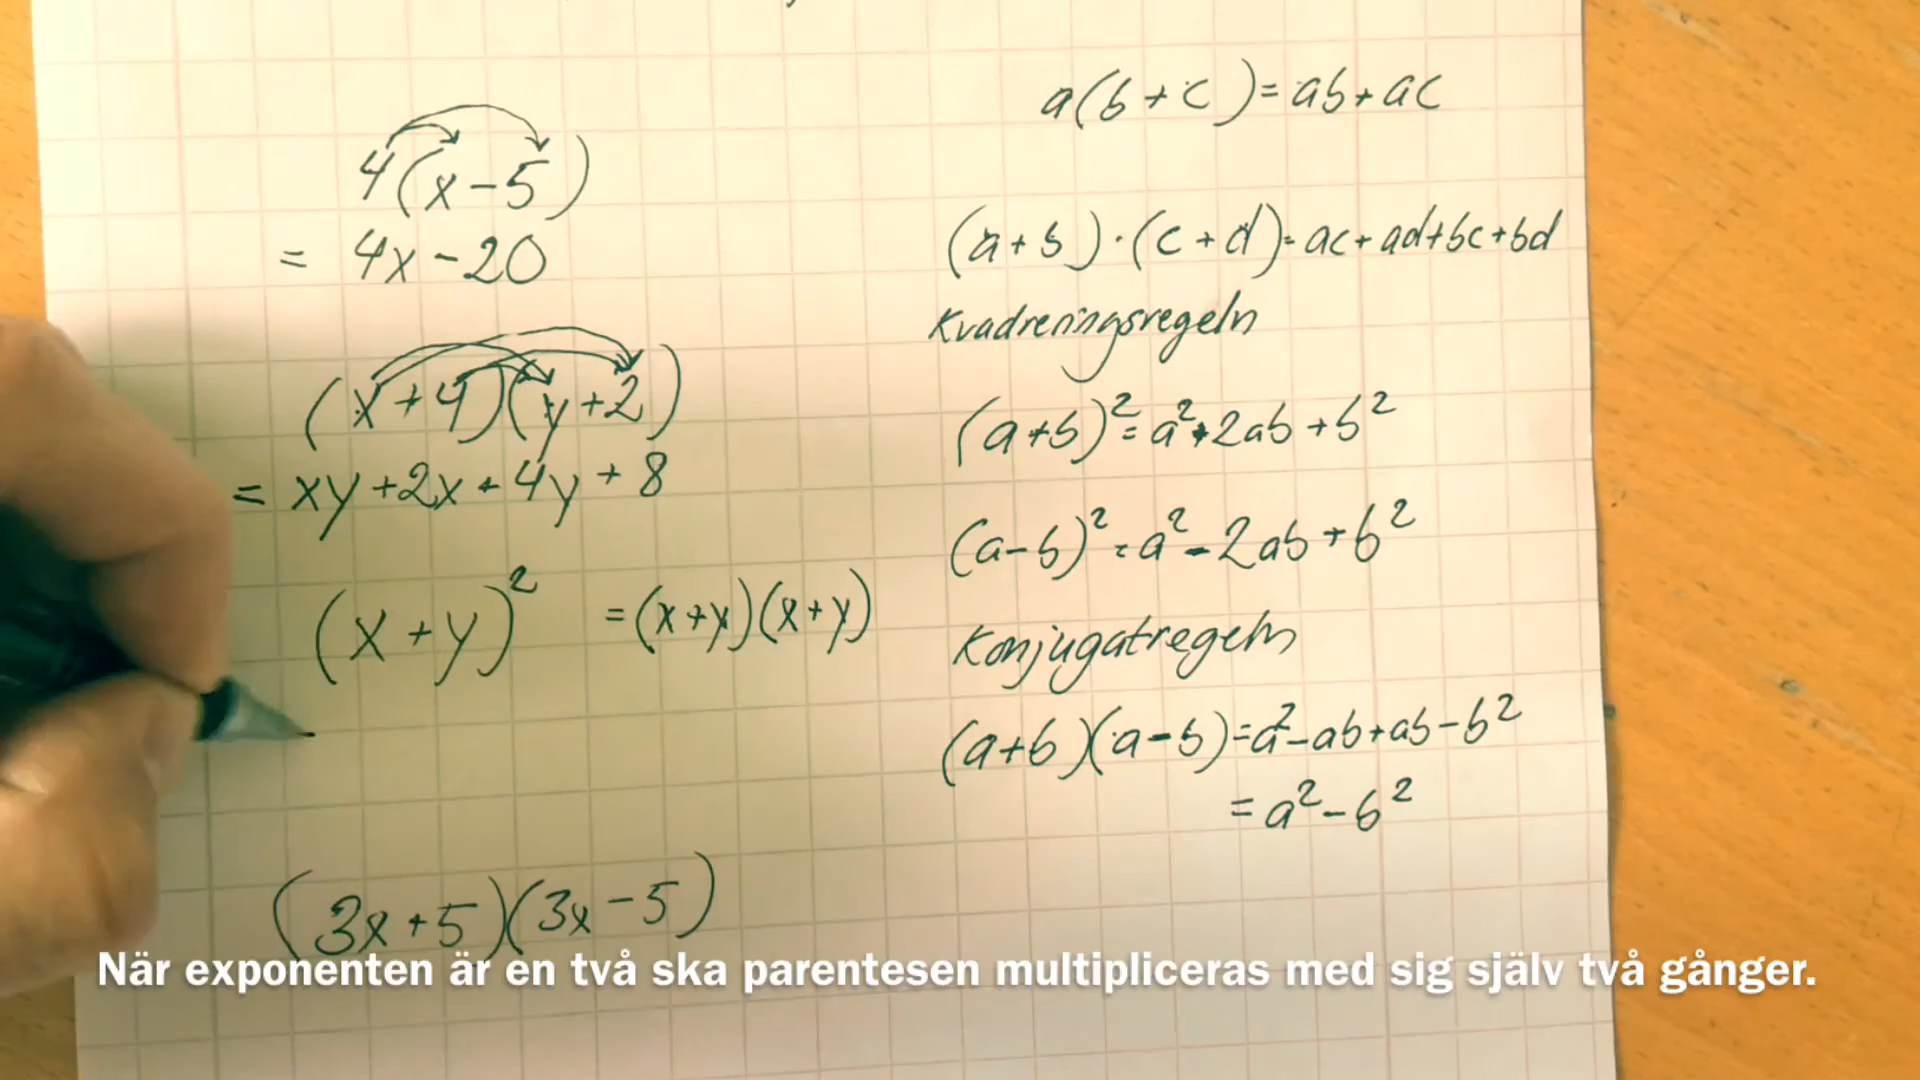 4(x-5)
= 4x-20
(x+4)(y+2)
= xy+2x+4y+8
(x+y)² =(x+y)(x+y)
(3x+5)(3x-5)
a(b+c)=ab+ac
(a+b)·(c+d)=ac+ad+bc+bd
Kvadreringsregeln
(a+b)²=a²+2ab+b²
(a-b)²=a²-2ab+b²
Konjugatregeln
(a+b)(a-b)=a²-ab+ab-b²
=a²-b²
När exponenten är en två ska parentesen multipliceras med sig själv två gånger.